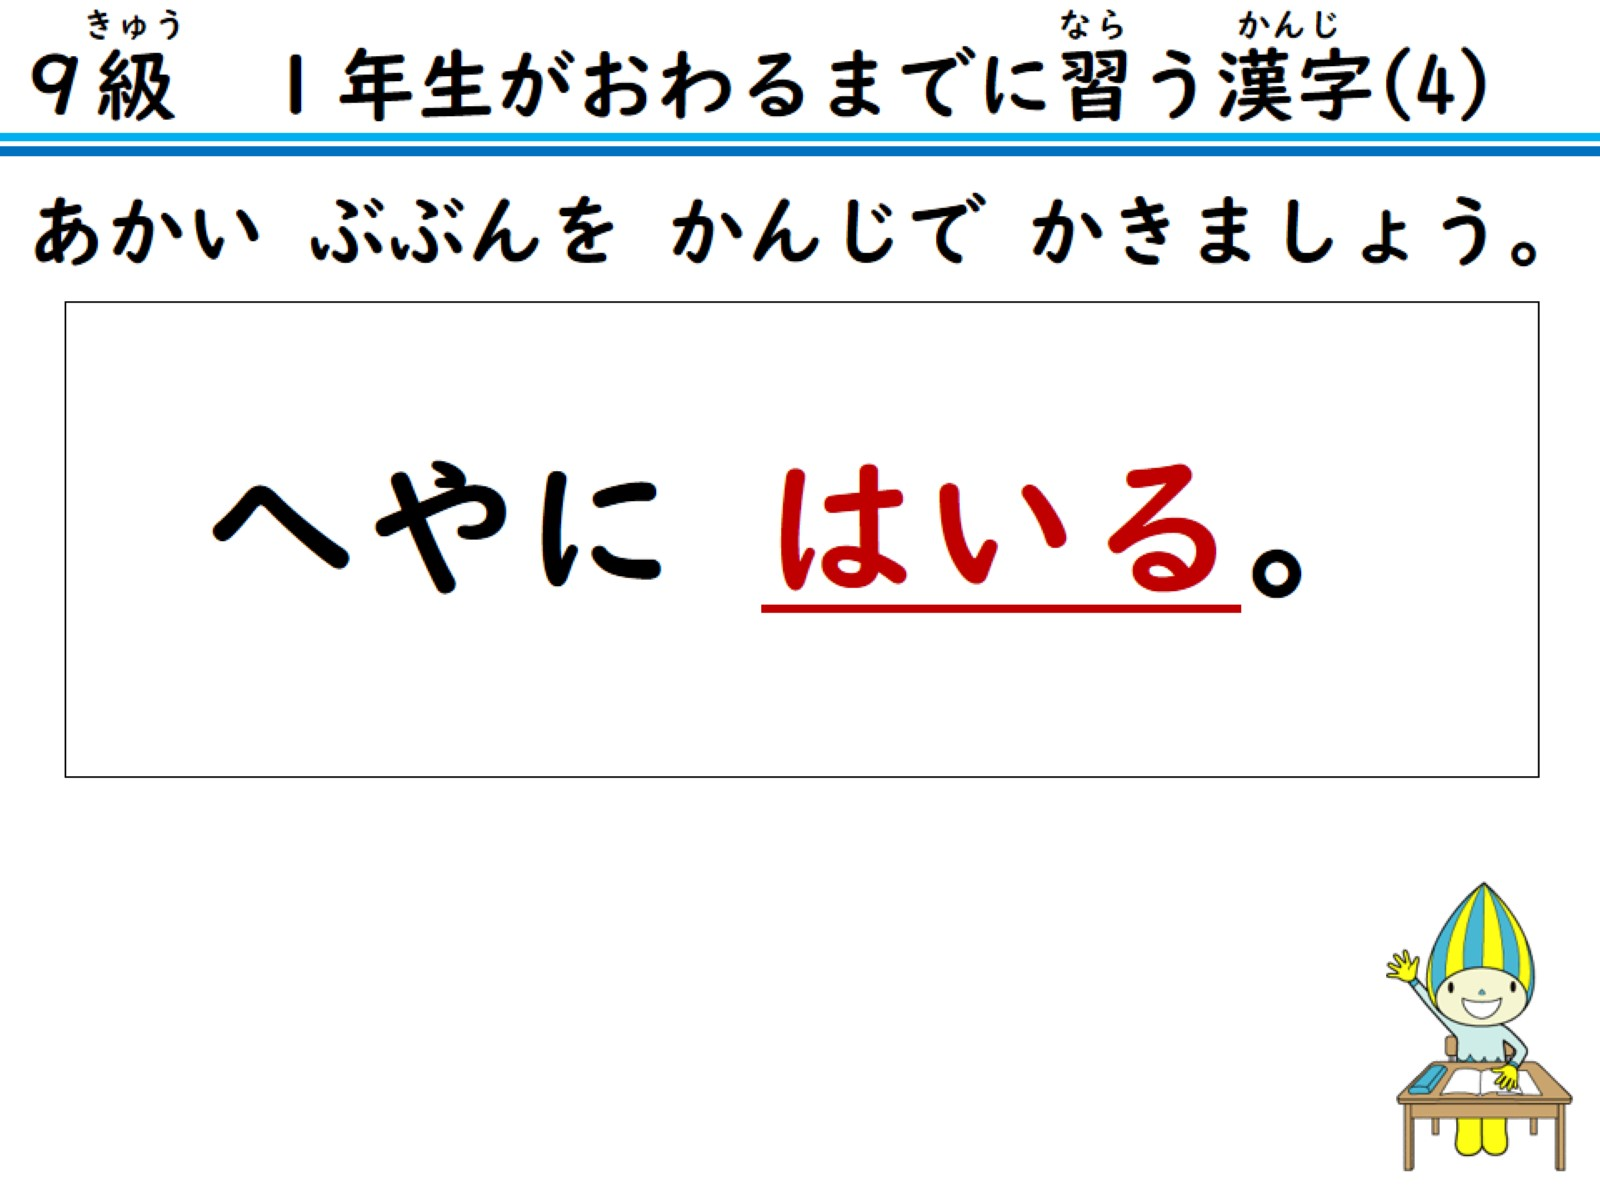 きゅう なら かんじ
９級　１年生がおわるまでに習う漢字(4)
あかい ぶぶんを かんじで かきましょう。
へやに はいる。